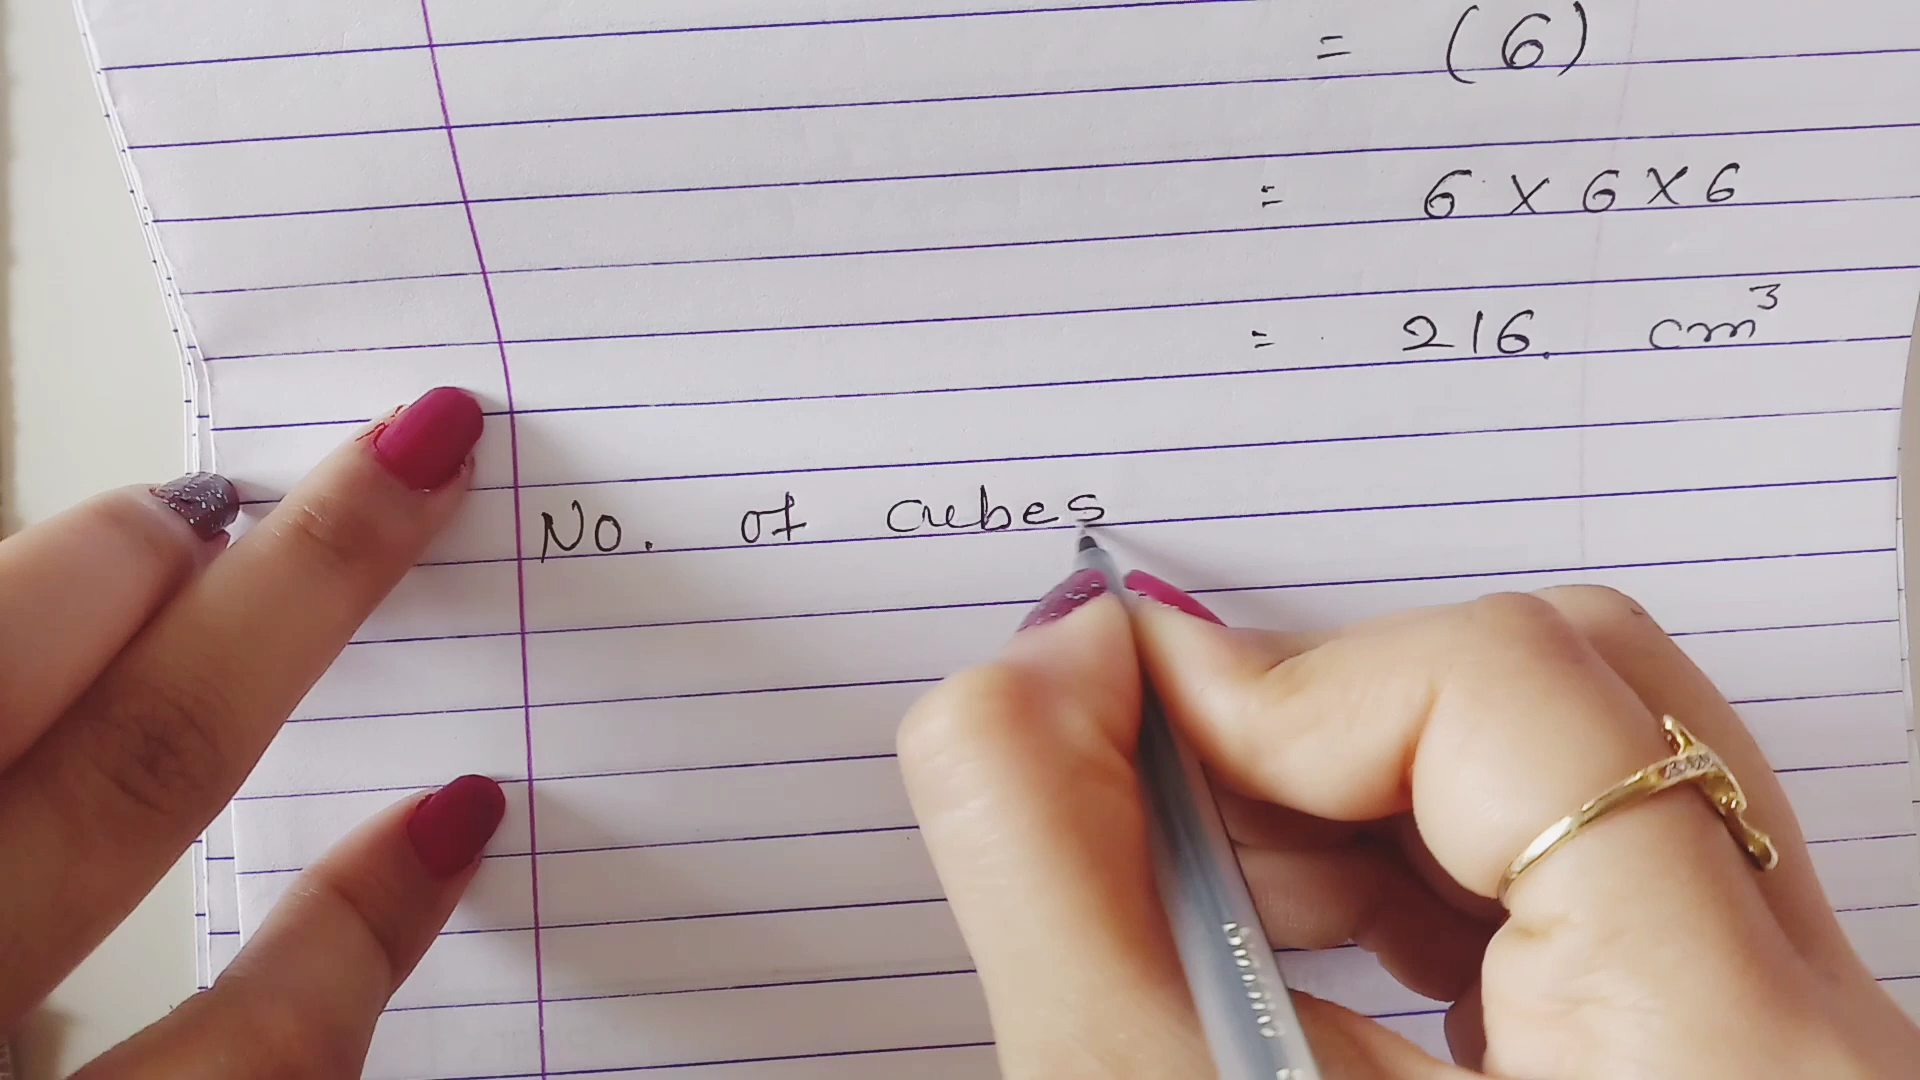 = (6)
= 6 X 6 X 6
= 216 cm³
No. of cubes